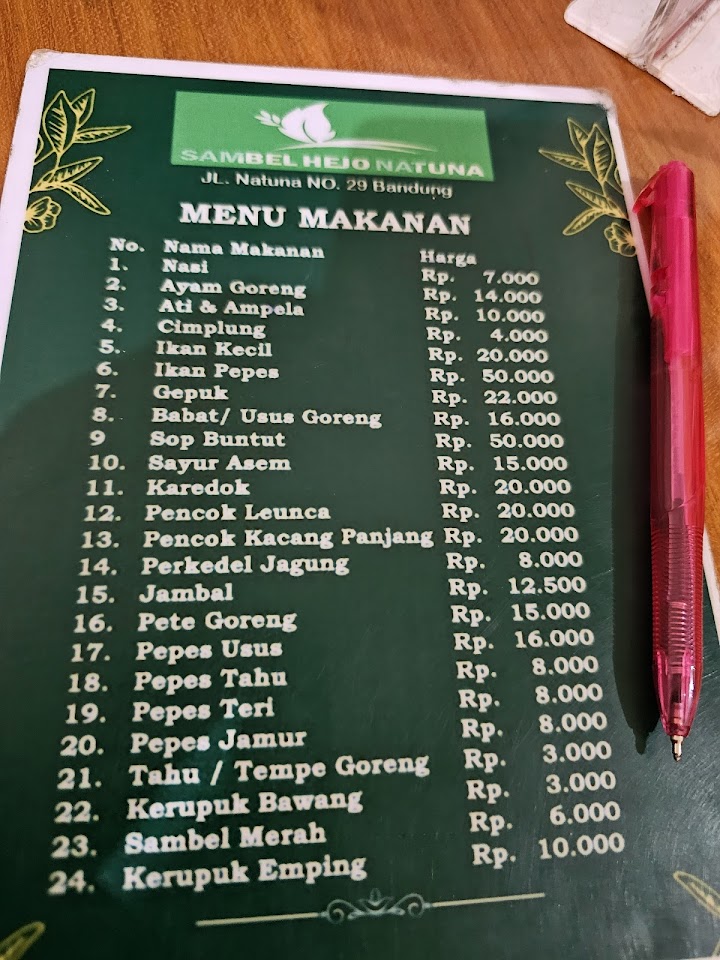 SAMBEL HEJO NATUNA
JL. Natuna NO. 29 Bandung
MENU MAKANAN
No. Nama Makanan Harga
1. Nasi Rp. 7.000
2. Ayam Goreng Rp. 14.000
3. Ati & Ampela Rp. 10.000
4. Cimplung Rp. 4.000
5. Ikan Kecil Rp. 20.000
6. Ikan Pepes Rp. 50.000
7. Gepuk Rp. 22.000
8. Babat/ Usus Goreng Rp. 16.000
9 Sop Buntut Rp. 50.000
10. Sayur Asem Rp. 15.000
11. Karedok Rp. 20.000
12. Pencok Leunca Rp. 20.000
13. Pencok Kacang Panjang Rp. 20.000
14. Perkedel Jagung Rp. 8.000
15. Jambal Rp. 12.500
16. Pete Goreng Rp. 15.000
17. Pepes Usus Rp. 16.000
18. Pepes Tahu Rp. 8.000
19. Pepes Teri Rp. 8.000
20. Pepes Jamur Rp. 8.000
21. Tahu / Tempe Goreng Rp. 3.000
22. Kerupuk Bawang Rp. 3.000
23. Sambel Merah Rp. 6.000
24. Kerupuk Emping Rp. 10.000